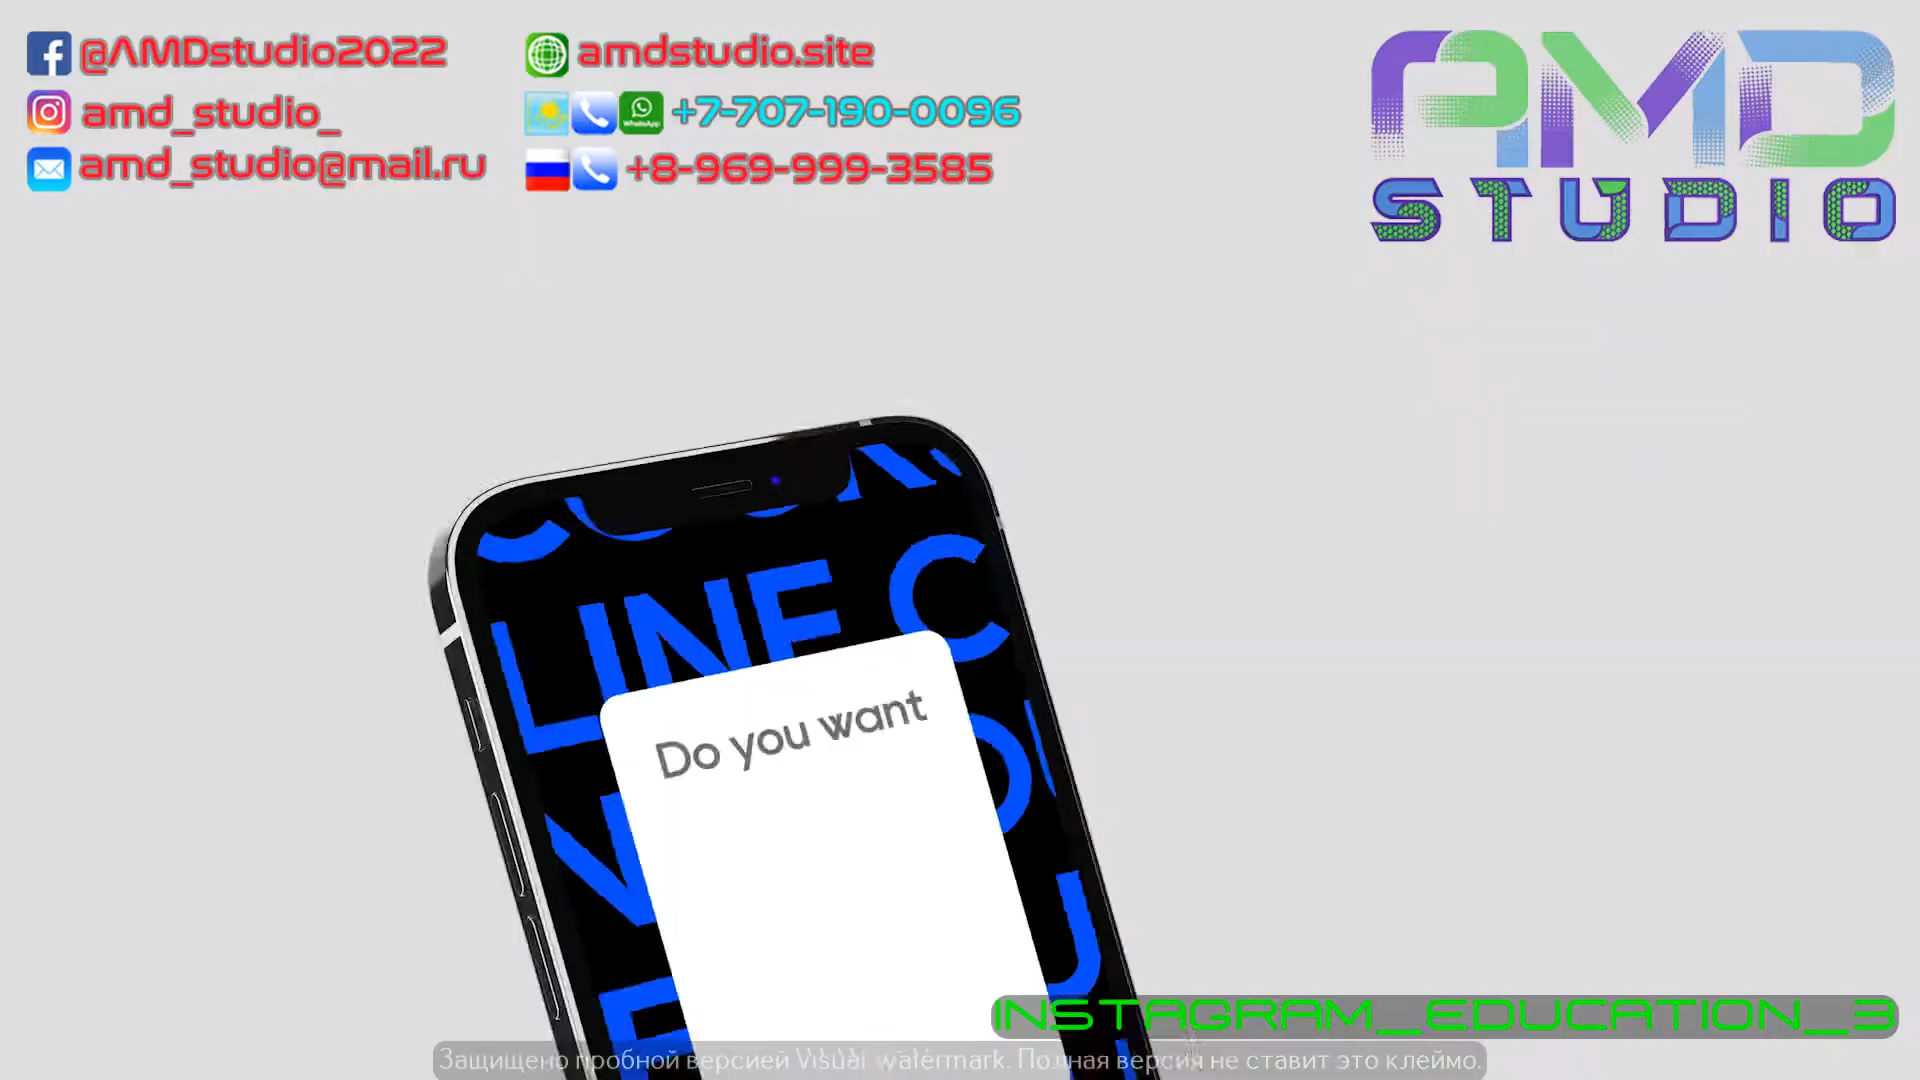 @AMDstudio2022
amd_studio_
amd_studio@mail.ru
amdstudio.site
WhatsApp
+7-707-190-0096
+8-969-999-3585
AMD
STUDIO
LINE C
Do you want
INSTAGRAM_EDUCATION_3
Защищено пробной версией Visual Watermark. Полная версия не ставит это клеймо.